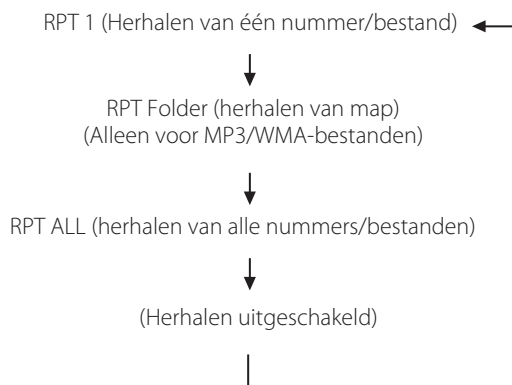 RPT 1 (Herhalen van één nummer/bestand)
RPT Folder (herhalen van map)
(Alleen voor MP3/WMA-bestanden)
RPT ALL (herhalen van alle nummers/bestanden)
(Herhalen uitgeschakeld)